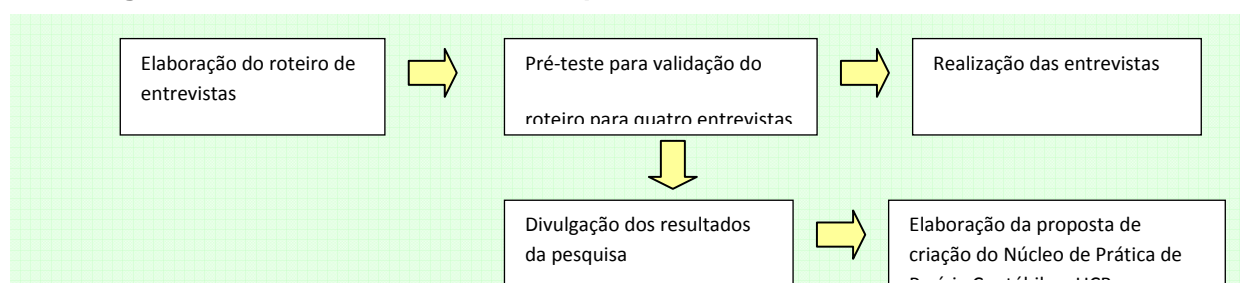 Elaboração do roteiro de
entrevistas
Pré-teste para validação do
roteiro para quatro entrevistas
Realização das entrevistas
Divulgação dos resultados
da pesquisa
Elaboração da proposta de
criação do Núcleo de Prática de